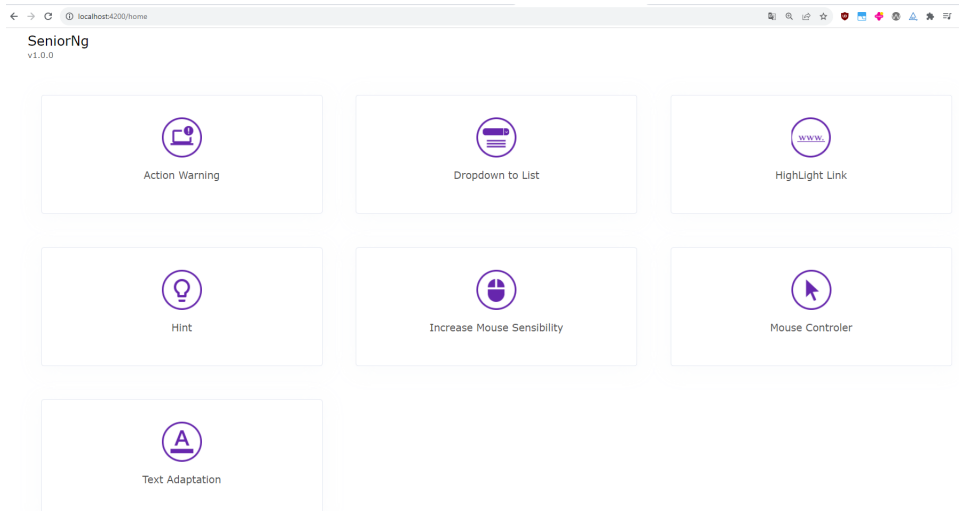 localhost:4200/home
SeniorNg
v1.0.0
Action Warning
Dropdown to List
www.
HighLight Link
Hint
Increase Mouse Sensibility
Mouse Controler
A
Text Adaptation